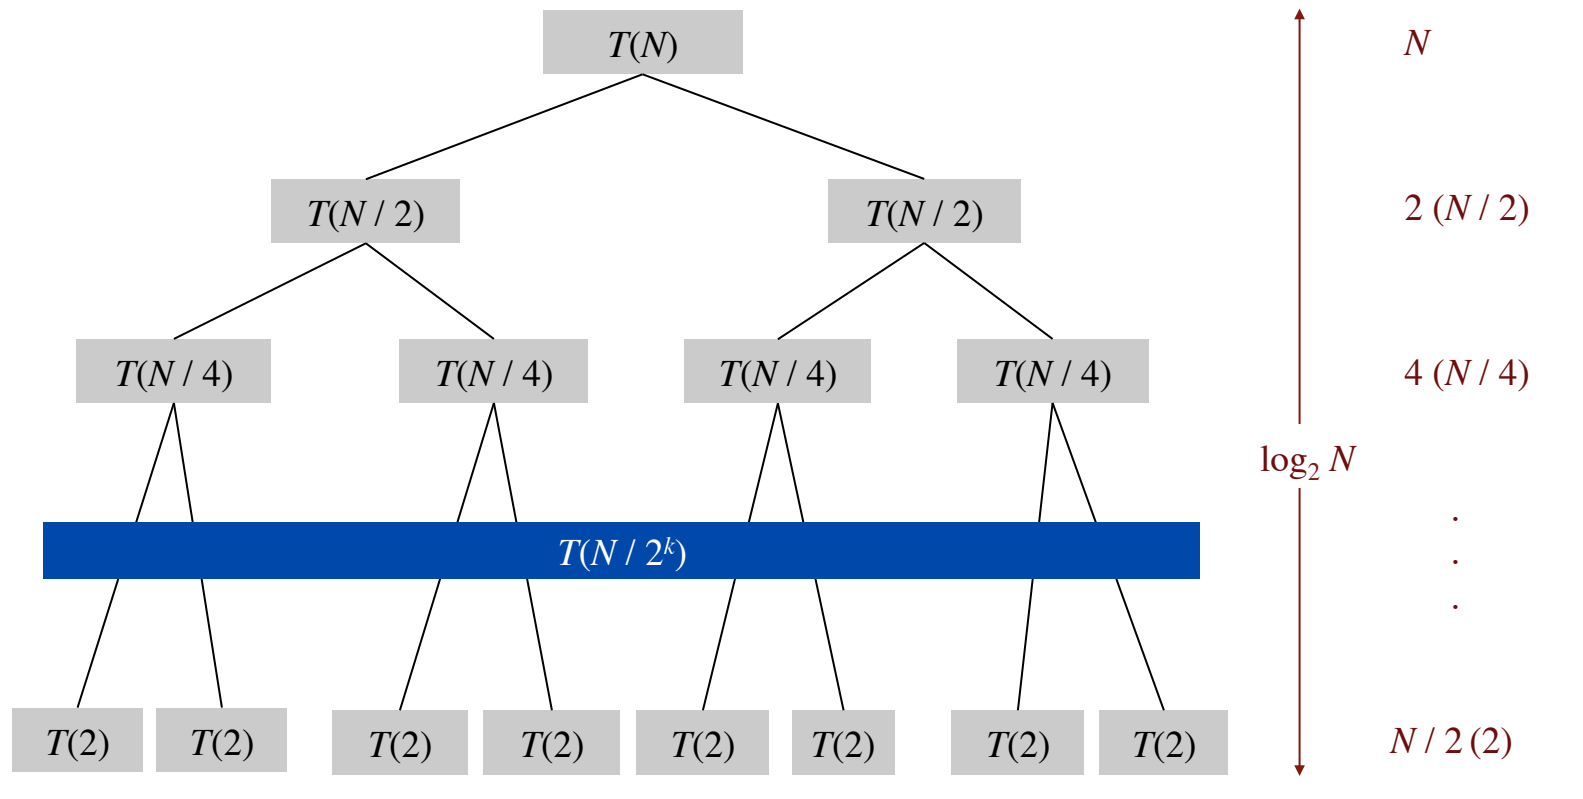 T(N) N
T(N / 2) T(N / 2) 2 (N / 2)
T(N / 4) T(N / 4) T(N / 4) T(N / 4) 4 (N / 4)
log₂ N
.
T(N / 2ᵏ) .
.
T(2) T(2) T(2) T(2) T(2) T(2) T(2) T(2) N / 2 (2)